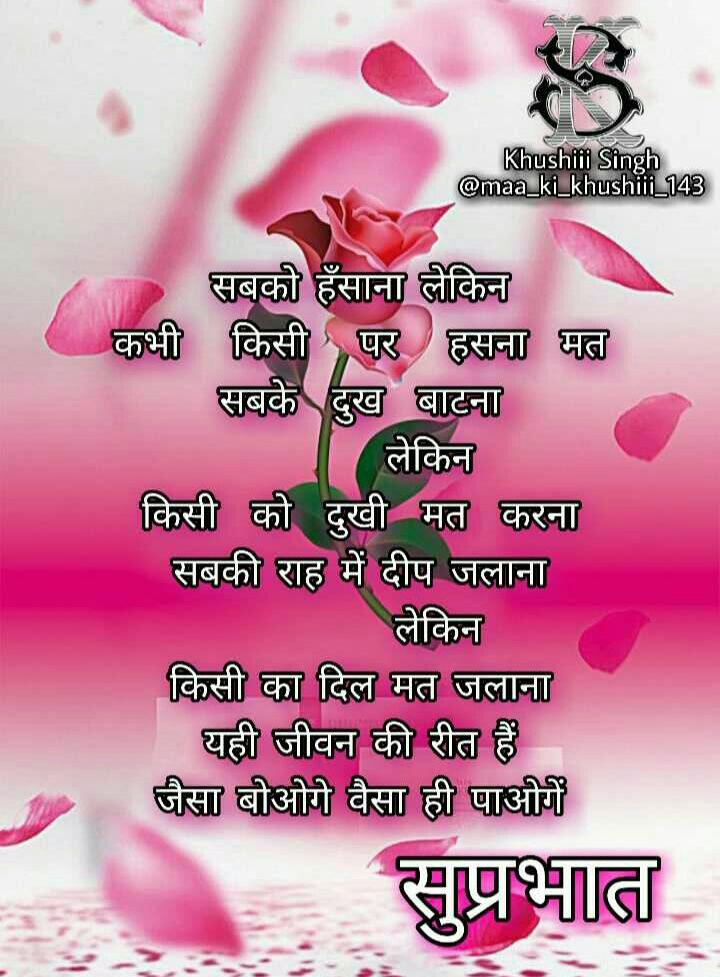 Khushiii Singh
@maa_ki_khushiii_143
सबको हँसाना लेकिन
कभी किसी पर हसना मत
सबके दुख बाटना
लेकिन
किसी को दुखी मत करना
सबकी राह में दीप जलाना
लेकिन
किसी का दिल मत जलाना
यही जीवन की रीत हैं
जैसा बोओगे वैसा ही पाओगें
सुप्रभात